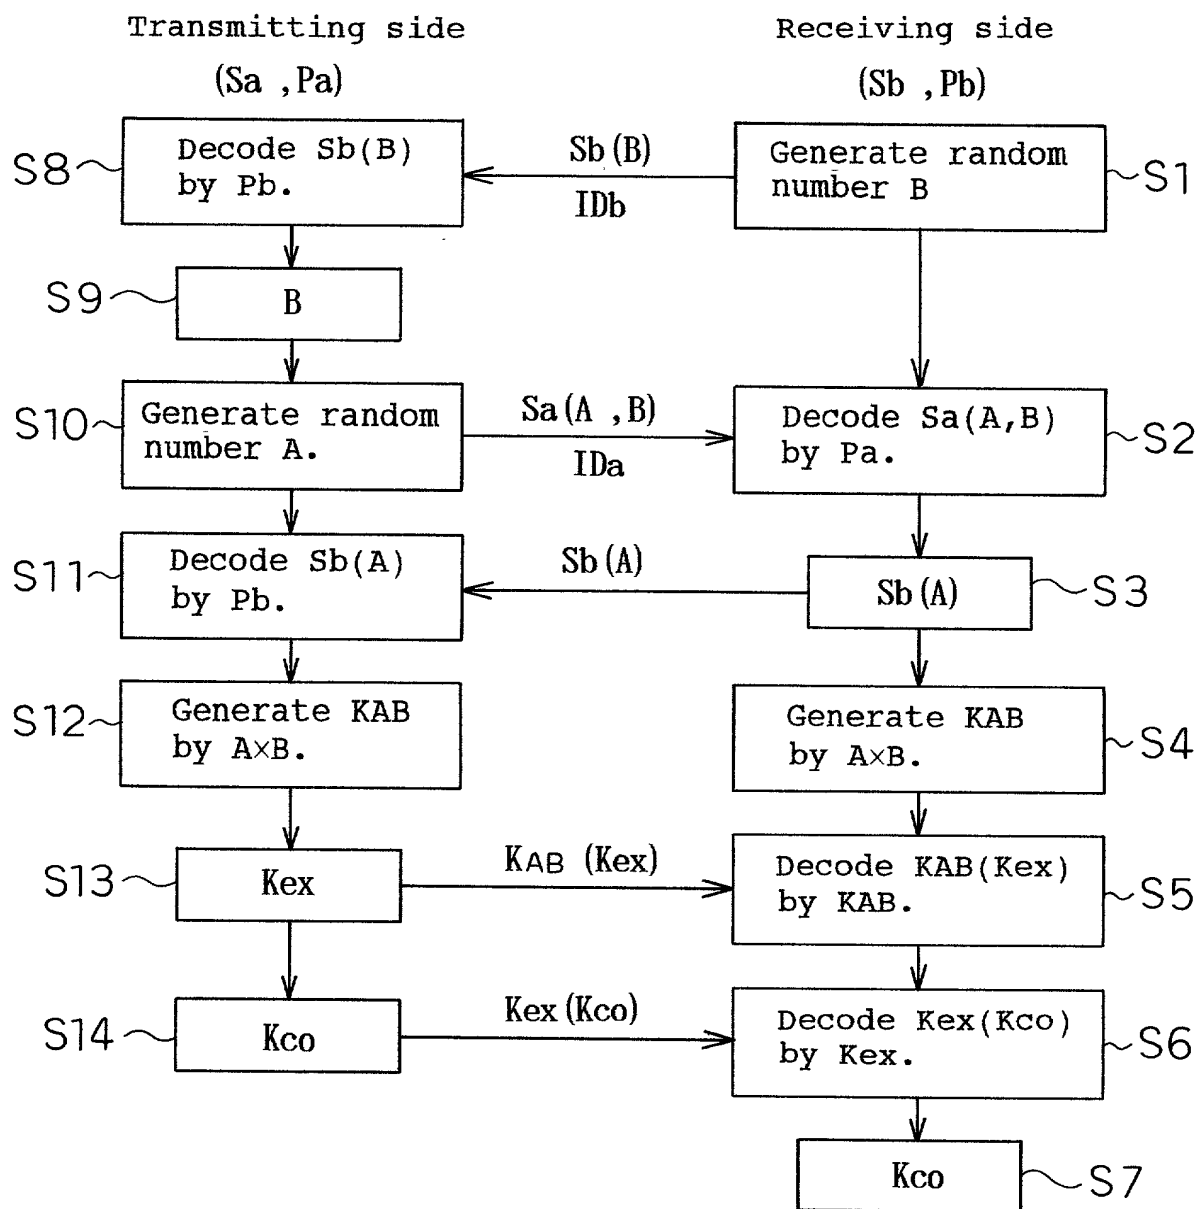 Transmitting side
Receiving side
(Sa ,Pa)
(Sb ,Pb)
S8
Decode Sb(B)
by Pb.
Sb(B)
IDb
Generate random
number B
S1
S9
B
S10
Generate random
number A.
Sa(A ,B)
IDa
Decode Sa(A,B)
by Pa.
S2
S11
Decode Sb(A)
by Pb.
Sb(A)
Sb(A)
S3
S12
Generate KAB
by A×B.
Generate KAB
by A×B.
S4
S13
Kex
KAB (Kex)
Decode KAB(Kex)
by KAB.
S5
S14
Kco
Kex(Kco)
Decode Kex(Kco)
by Kex.
S6
Kco
S7